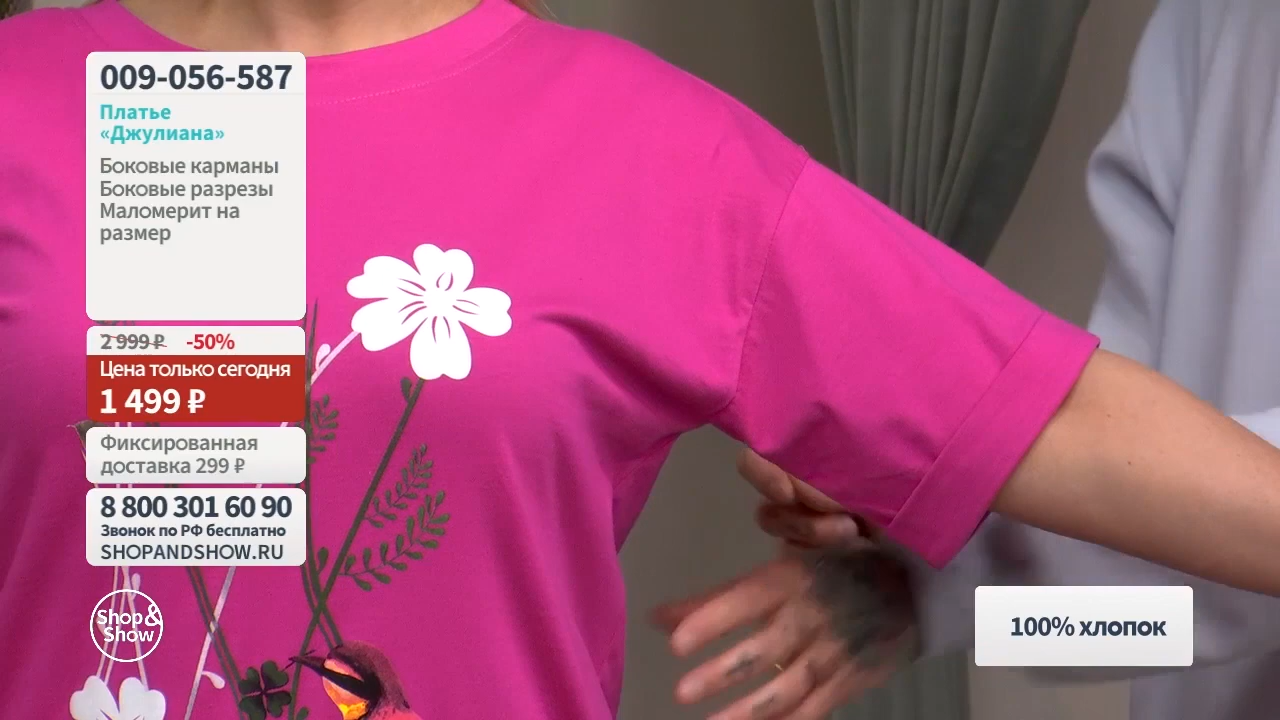 009-056-587
Платье
«Джулиана»
Боковые карманы
Боковые разрезы
Маломерит на
размер
2 999 ₽ -50%
Цена только сегодня
1 499 ₽
Фиксированная
доставка 299 ₽
8 800 301 60 90
Звонок по РФ бесплатно
SHOPANDSHOW.RU
Shop&
Show
100% хлопок